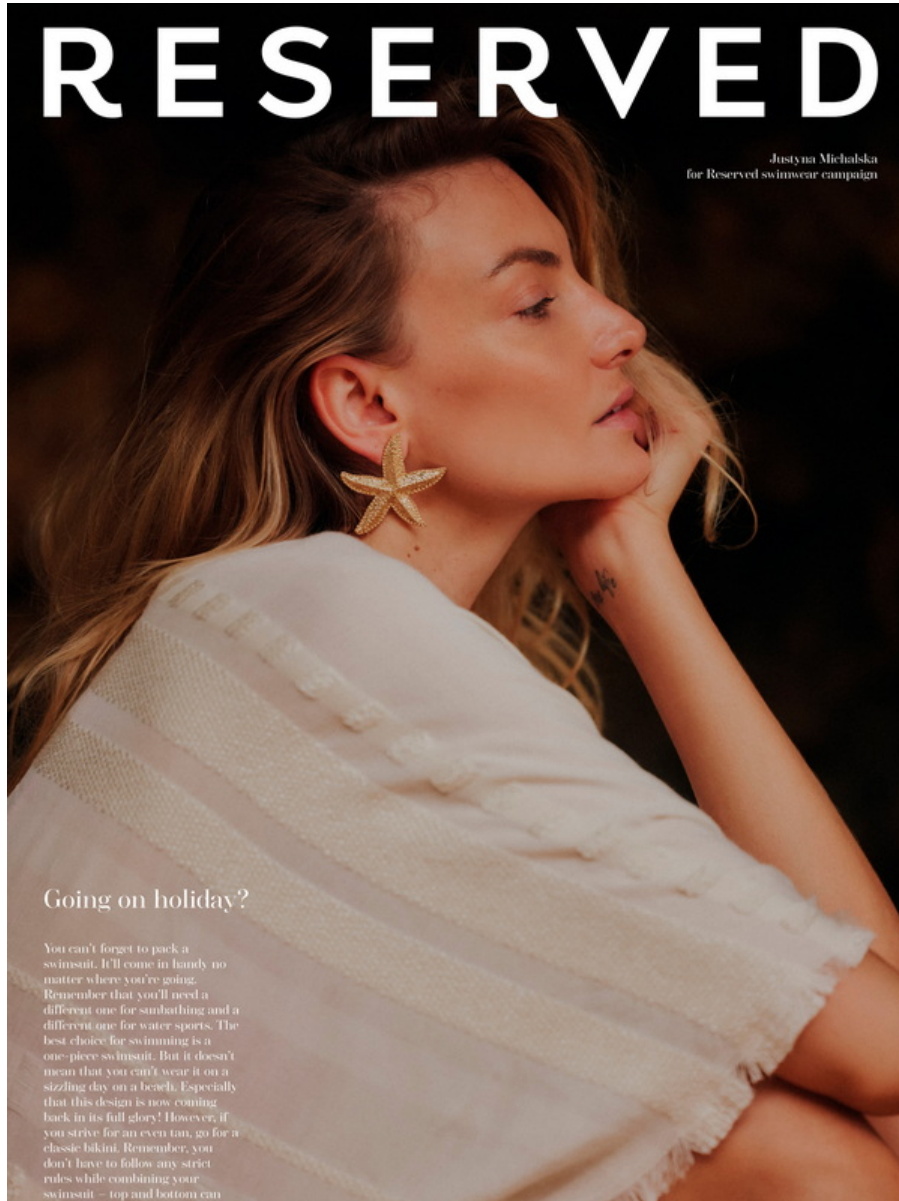 RESERVED
Justyna Michalska
for Reserved swimwear campaign
Going on holiday?
You can't forget to pack a
swimsuit. It'll come in handy no
matter where you're going.
Remember that you'll need a
different one for sunbathing and a
different one for water sports. The
best choice for swimming is a
one-piece swimsuit. But it doesn't
mean that you can't wear it on a
sizzling day on a beach. Especially
that this design is now coming
back in its full glory! However, if
you strive for an even tan, go for a
classic bikini. Remember, you
don't have to follow any strict
rules while combining your
swimsuit – top and bottom can